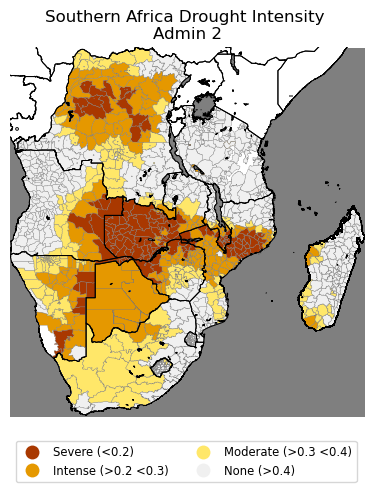 Southern Africa Drought Intensity
Admin 2
Severe (<0.2)
Intense (>0.2 <0.3)
Moderate (>0.3 <0.4)
None (>0.4)